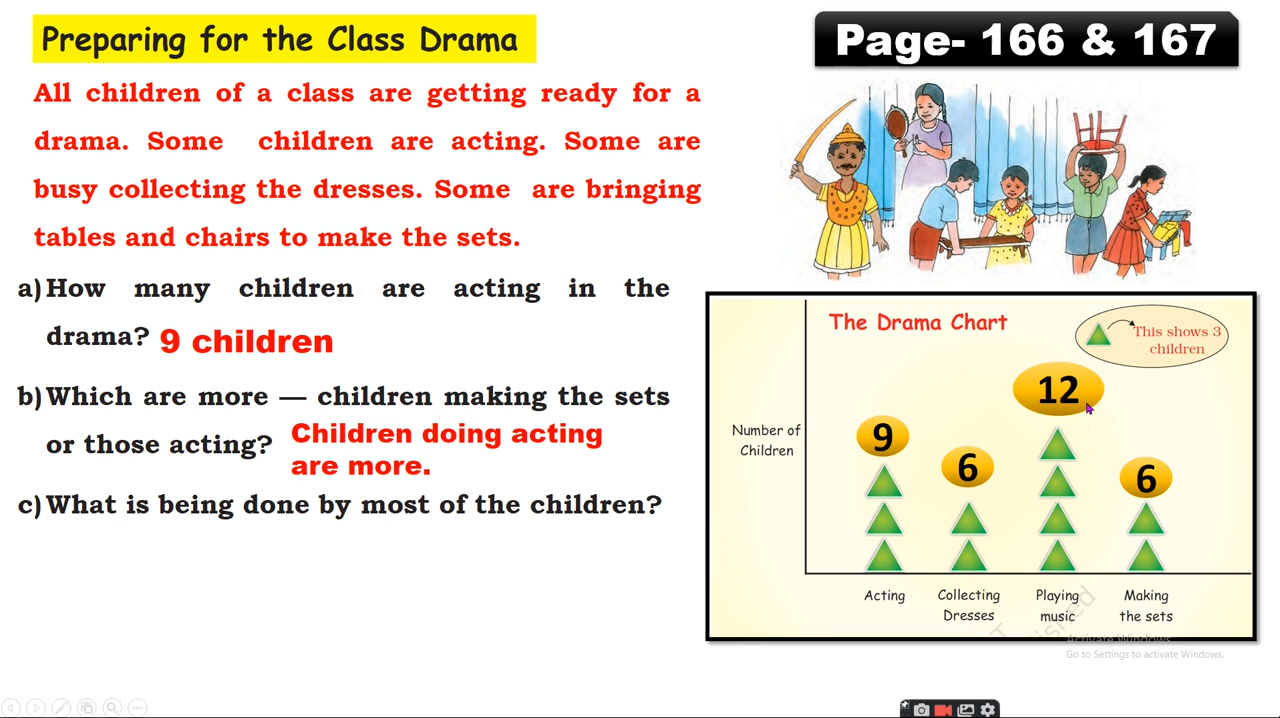 Preparing for the Class Drama
Page- 166 & 167
All children of a class are getting ready for a
drama. Some children are acting. Some are
busy collecting the dresses. Some are bringing
tables and chairs to make the sets.
a) How many children are acting in the
drama? 9 children
b) Which are more — children making the sets
or those acting? Children doing acting
are more.
c) What is being done by most of the children?
The Drama Chart
This shows 3
children
Number of
Children
12
9
6
6
Acting
Collecting
Dresses
Playing
music
Making
the sets
Activate Windows
Go to Settings to activate Windows.